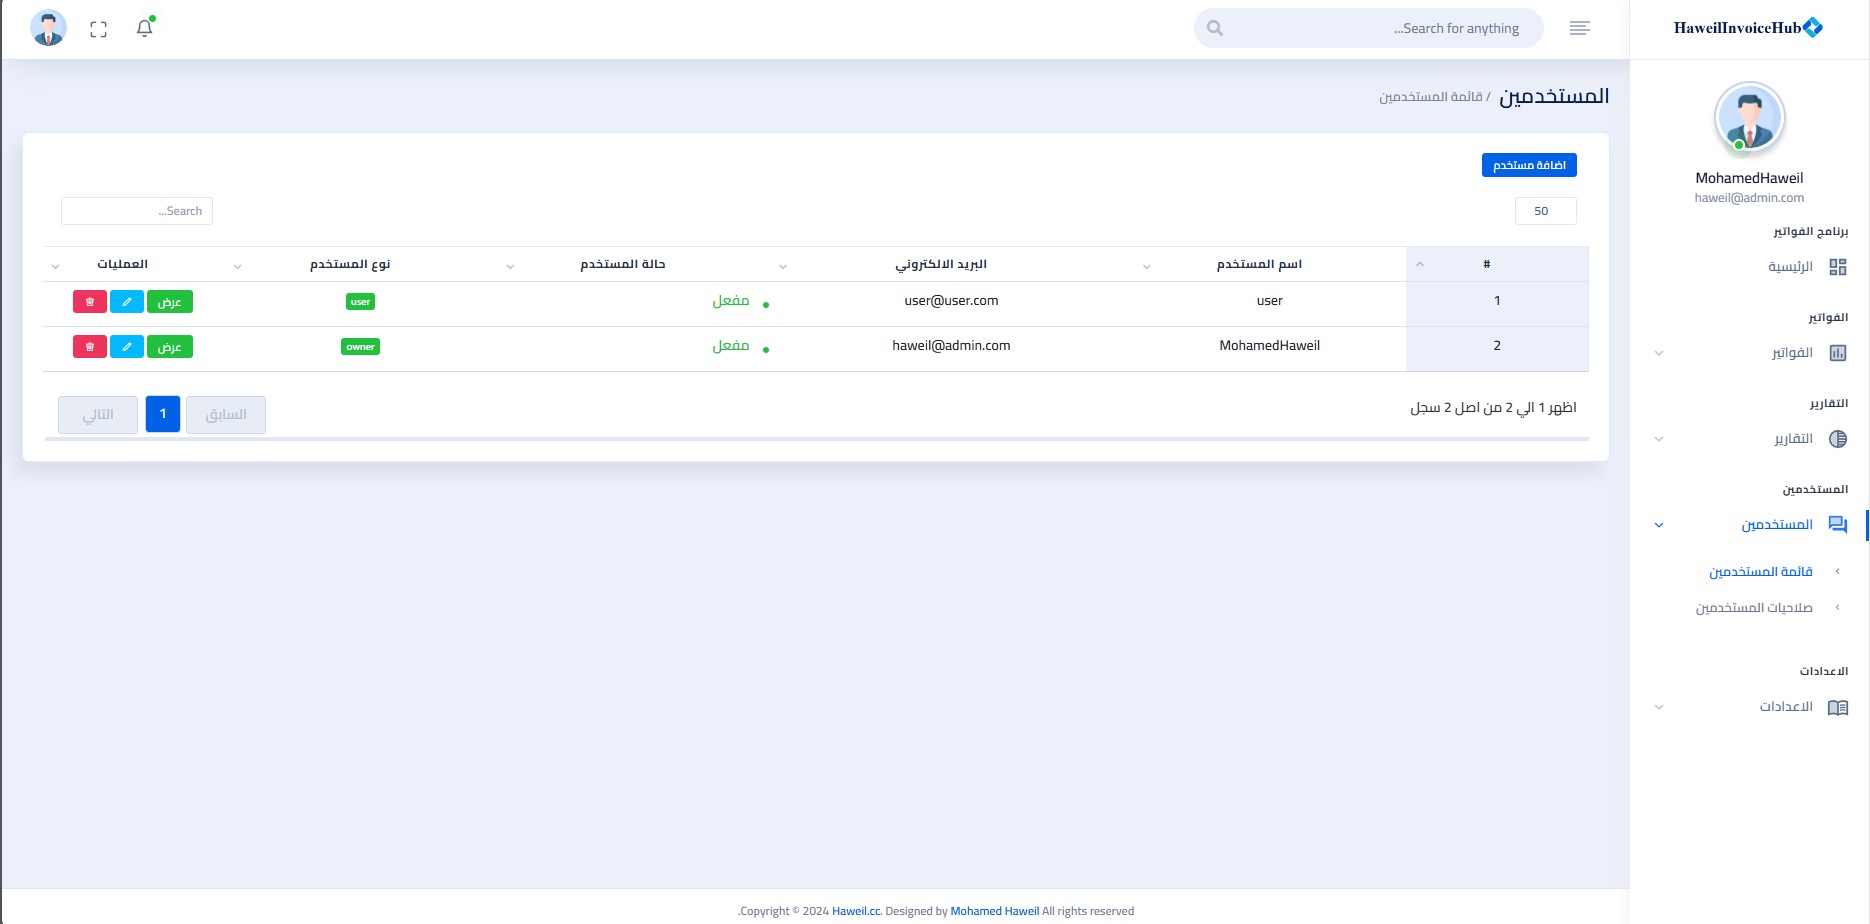 HaweilInvoiceHub
MohamedHaweil
haweil@admin.com
برنامج الفواتير
الرئيسية
الفواتير
الفواتير
التقارير
التقارير
المستخدمين
المستخدمين
قائمة المستخدمين
صلاحيات المستخدمين
الاعدادات
الاعدادات
Search for anything...
المستخدمين / قائمة المستخدمين
اضافة مستخدم
50
Search...
# اسم المستخدم البريد الالكتروني حالة المستخدم نوع المستخدم العمليات
1 user user@user.com مفعل user عرض
2 MohamedHaweil haweil@admin.com مفعل owner عرض
اظهر 1 الي 2 من اصل 2 سجل
السابق 1 التالي
Copyright © 2024 Haweil.cc. Designed by Mohamed Haweil All rights reserved.